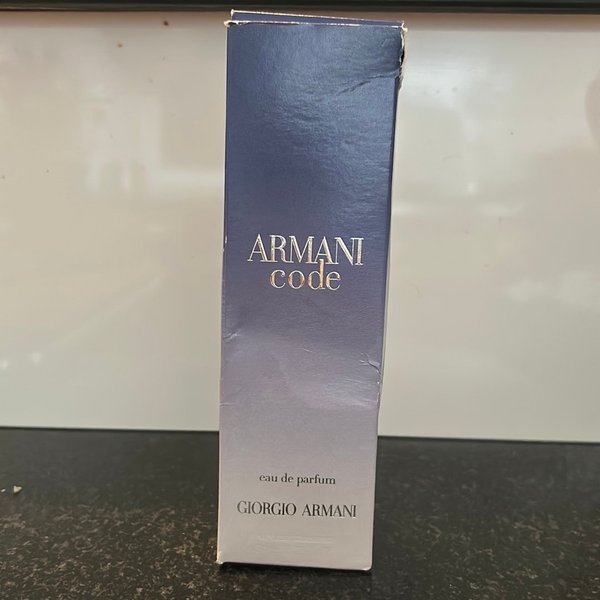 ARMANI
code
eau de parfum
GIORGIO ARMANI